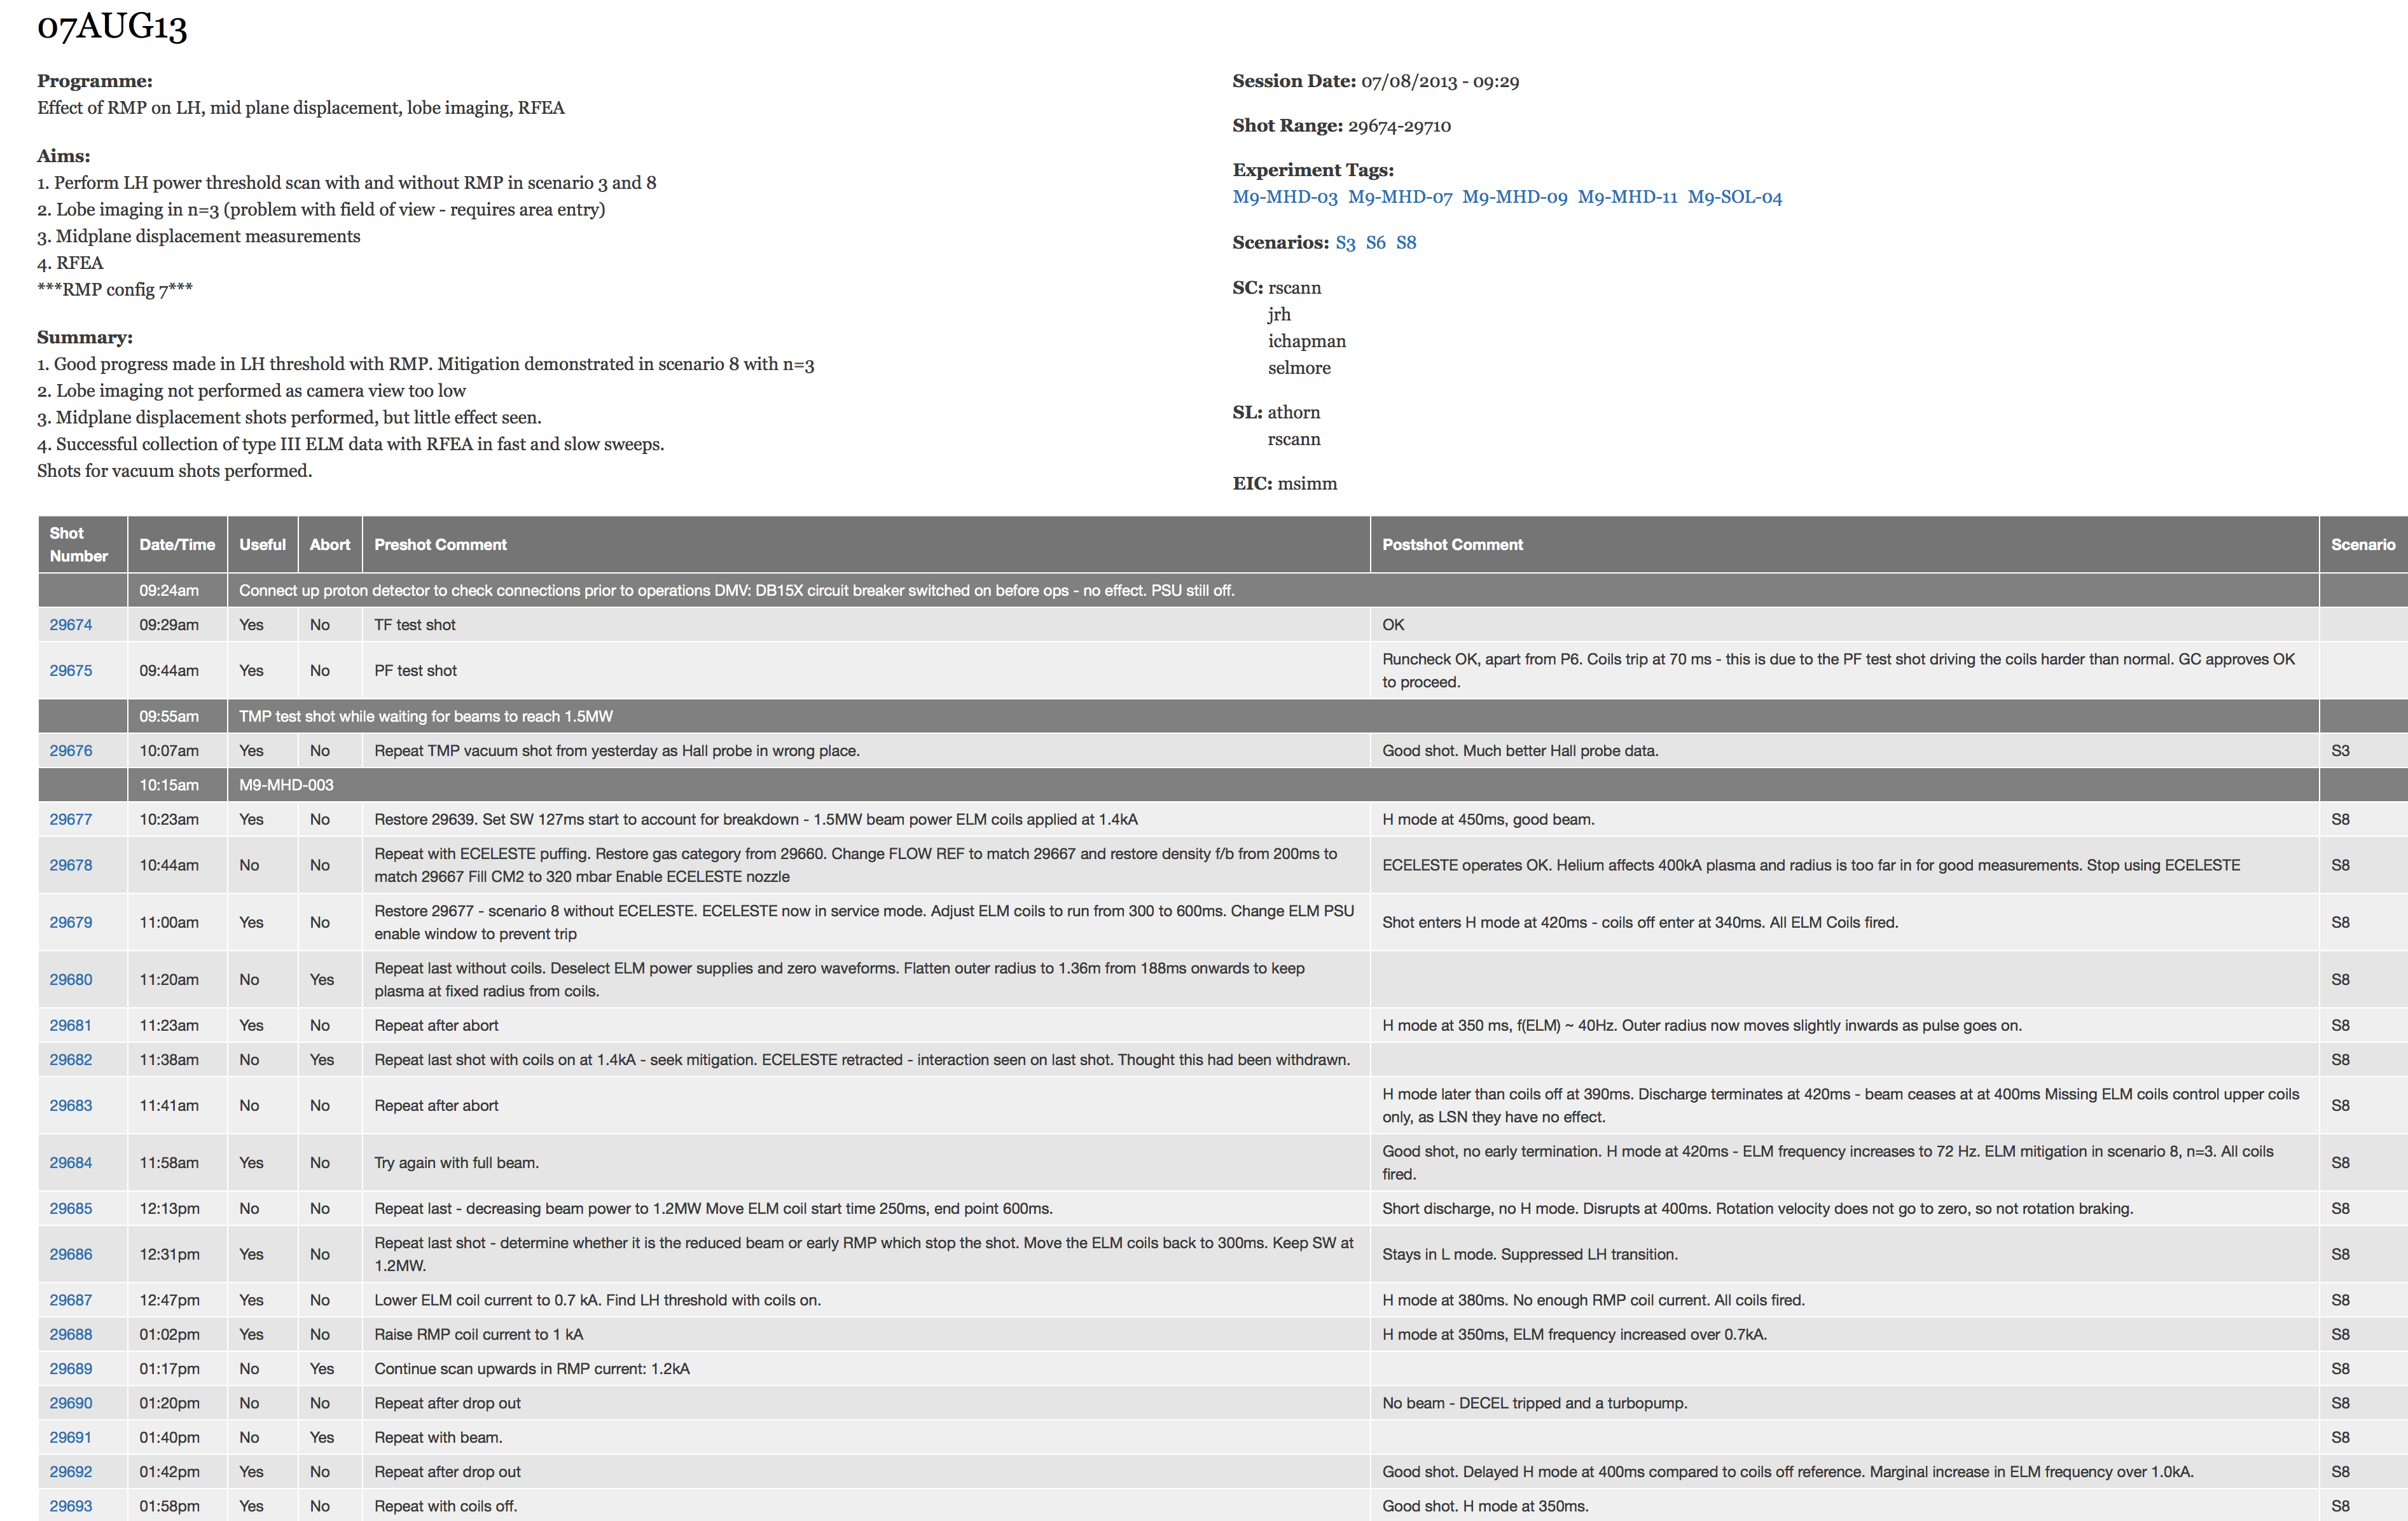 07AUG13
Programme:
Effect of RMP on LH, mid plane displacement, lobe imaging, RFEA
Aims:
1. Perform LH power threshold scan with and without RMP in scenario 3 and 8
2. Lobe imaging in n=3 (problem with field of view - requires area entry)
3. Midplane displacement measurements
4. RFEA
***RMP config 7***
Summary:
1. Good progress made in LH threshold with RMP. Mitigation demonstrated in scenario 8 with n=3
2. Lobe imaging not performed as camera view too low
3. Midplane displacement shots performed, but little effect seen.
4. Successful collection of type III ELM data with RFEA in fast and slow sweeps.
Shots for vacuum shots performed.
Session Date: 07/08/2013 - 09:29
Shot Range: 29674-29710
Experiment Tags:
M9-MHD-03 M9-MHD-07 M9-MHD-09 M9-MHD-11 M9-SOL-04
Scenarios: S3 S6 S8
SC: rscann
jrh
ichapman
selmore
SL: athorn
rscann
EIC: msimm
Shot Number Date/Time Useful Abort Preshot Comment Postshot Comment Scenario
09:24am Connect up proton detector to check connections prior to operations DMV: DB15X circuit breaker switched on before ops - no effect. PSU still off.
29674 09:29am Yes No TF test shot OK
29675 09:44am Yes No PF test shot Runcheck OK, apart from P6. Coils trip at 70 ms - this is due to the PF test shot driving the coils harder than normal. GC approves OK
to proceed.
09:55am TMP test shot while waiting for beams to reach 1.5MW
29676 10:07am Yes No Repeat TMP vacuum shot from yesterday as Hall probe in wrong place. Good shot. Much better Hall probe data. S3
10:15am M9-MHD-003
29677 10:23am Yes No Restore 29639. Set SW 127ms start to account for breakdown - 1.5MW beam power ELM coils applied at 1.4kA H mode at 450ms, good beam. S8
29678 10:44am No No Repeat with ECELESTE puffing. Restore gas category from 29660. Change FLOW REF to match 29667 and restore density f/b from 200ms to
match 29667 Fill CM2 to 320 mbar Enable ECELESTE nozzle ECELESTE operates OK. Helium affects 400kA plasma and radius is too far in for good measurements. Stop using ECELESTE S8
29679 11:00am Yes No Restore 29677 - scenario 8 without ECELESTE. ECELESTE now in service mode. Adjust ELM coils to run from 300 to 600ms. Change ELM PSU
enable window to prevent trip Shot enters H mode at 420ms - coils off enter at 340ms. All ELM Coils fired. S8
29680 11:20am No Yes Repeat last without coils. Deselect ELM power supplies and zero waveforms. Flatten outer radius to 1.36m from 188ms onwards to keep
plasma at fixed radius from coils. S8
29681 11:23am Yes No Repeat after abort H mode at 350 ms, f(ELM) ~ 40Hz. Outer radius now moves slightly inwards as pulse goes on. S8
29682 11:38am No Yes Repeat last shot with coils on at 1.4kA - seek mitigation. ECELESTE retracted - interaction seen on last shot. Thought this had been withdrawn. S8
29683 11:41am No No Repeat after abort H mode later than coils off at 390ms. Discharge terminates at 420ms - beam ceases at at 400ms Missing ELM coils control upper coils
only, as LSN they have no effect. S8
29684 11:58am Yes No Try again with full beam. Good shot, no early termination. H mode at 420ms - ELM frequency increases to 72 Hz. ELM mitigation in scenario 8, n=3. All coils
fired. S8
29685 12:13pm No No Repeat last - decreasing beam power to 1.2MW Move ELM coil start time 250ms, end point 600ms. Short discharge, no H mode. Disrupts at 400ms. Rotation velocity does not go to zero, so not rotation braking. S8
29686 12:31pm Yes No Repeat last shot - determine whether it is the reduced beam or early RMP which stop the shot. Move the ELM coils back to 300ms. Keep SW at
1.2MW. Stays in L mode. Suppressed LH transition. S8
29687 12:47pm Yes No Lower ELM coil current to 0.7 kA. Find LH threshold with coils on. H mode at 380ms. No enough RMP coil current. All coils fired. S8
29688 01:02pm Yes No Raise RMP coil current to 1 kA H mode at 350ms, ELM frequency increased over 0.7kA. S8
29689 01:17pm No Yes Continue scan upwards in RMP current: 1.2kA S8
29690 01:20pm No No Repeat after drop out No beam - DECEL tripped and a turbopump. S8
29691 01:40pm No Yes Repeat with beam. S8
29692 01:42pm Yes No Repeat after drop out Good shot. Delayed H mode at 400ms compared to coils off reference. Marginal increase in ELM frequency over 1.0kA. S8
29693 01:58pm Yes No Repeat with coils off. Good shot. H mode at 350ms. S8